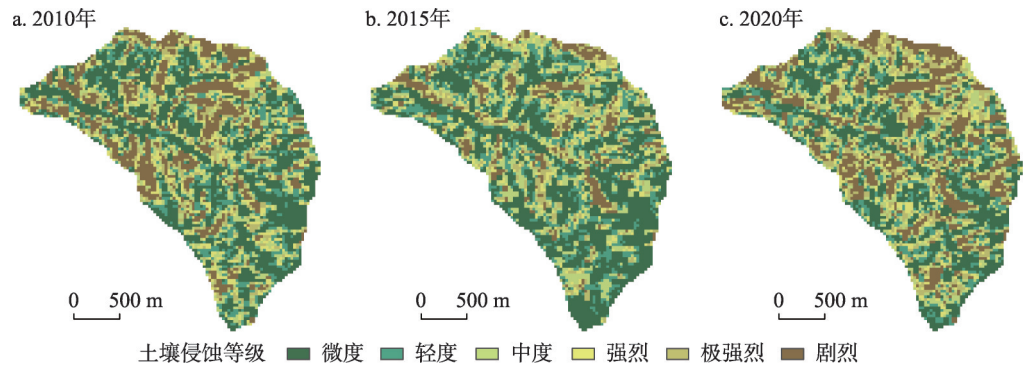 a. 2010年
b. 2015年
c. 2020年
0 500 m
0 500 m
0 500 m
土壤侵蚀等级 微度 轻度 中度 强烈 极强烈 剧烈